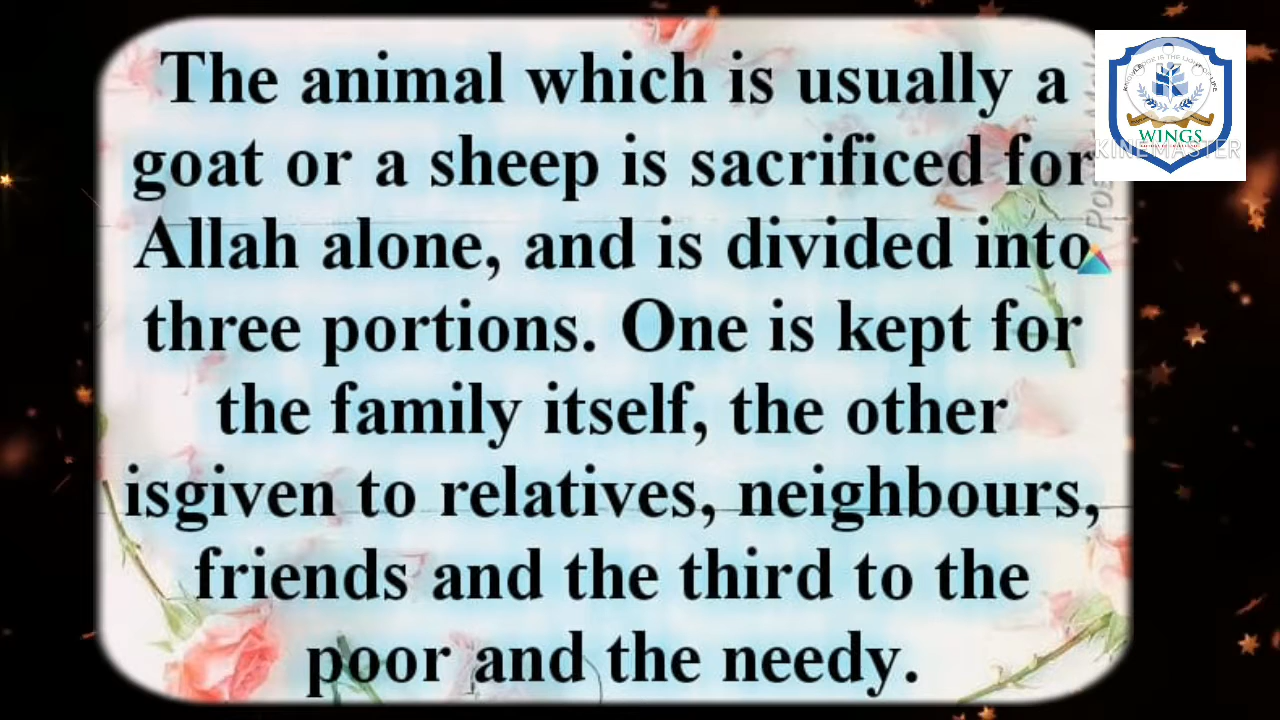 The animal which is usually a
goat or a sheep is sacrificed for
Allah alone, and is divided into
three portions. One is kept for
the family itself, the other
isgiven to relatives, neighbours,
friends and the third to the
poor and the needy.
WINGS
KINEMASTER